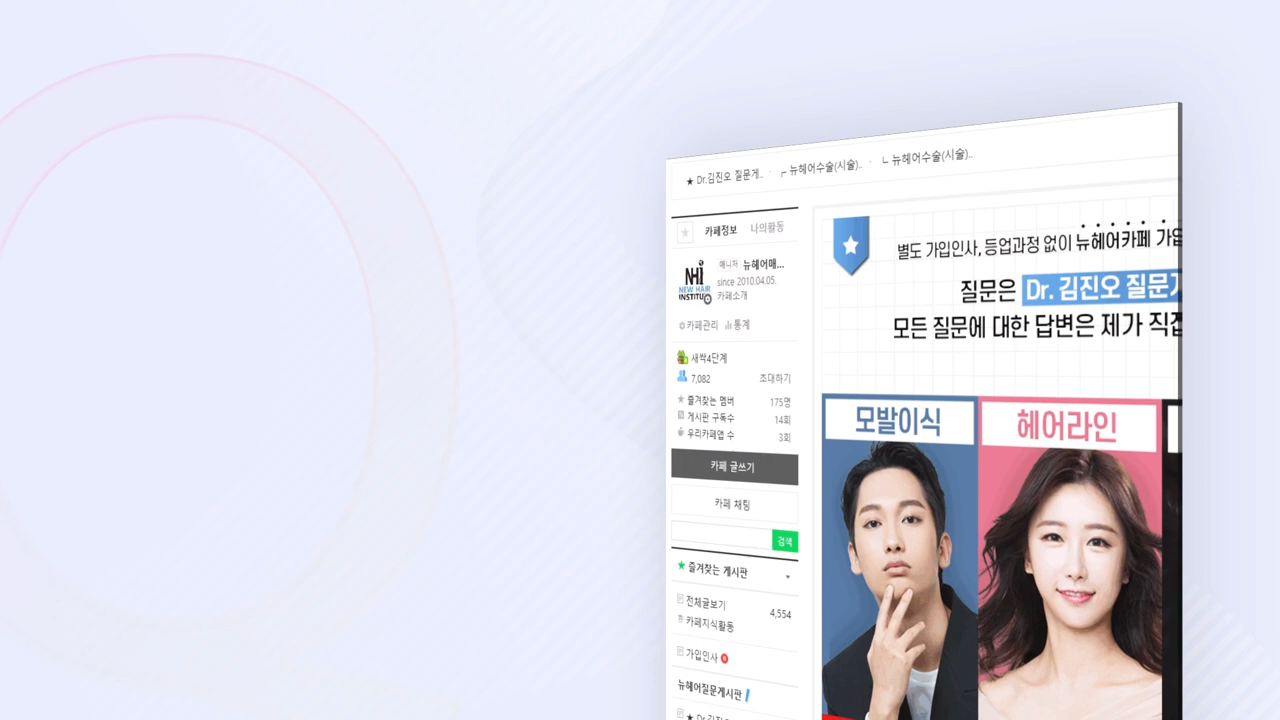 ★ Dr.김진오 질문게.. · ┌ 뉴헤어수술(시술).. · ㄴ 뉴헤어수술(시술)..
카페정보 나의활동
매니저 뉴헤어매...
since 2010.04.05.
카페소개
NHI
NEW HAIR
INSTITU
카페관리 통계
새싹4단계
7,082 초대하기
즐겨찾는 멤버 175명
게시판 구독수 14회
우리카페앱 수 3회
카페 글쓰기
카페 채팅
검색
★ 즐겨찾는 게시판
전체글보기 4,554
카페지식활동
가입인사
뉴헤어질문게시판
별도 가입인사, 등업과정 없이 뉴헤어카페 가입
질문은 Dr. 김진오 질문
모든 질문에 대한 답변은 제가 직접
모발이식
헤어라인